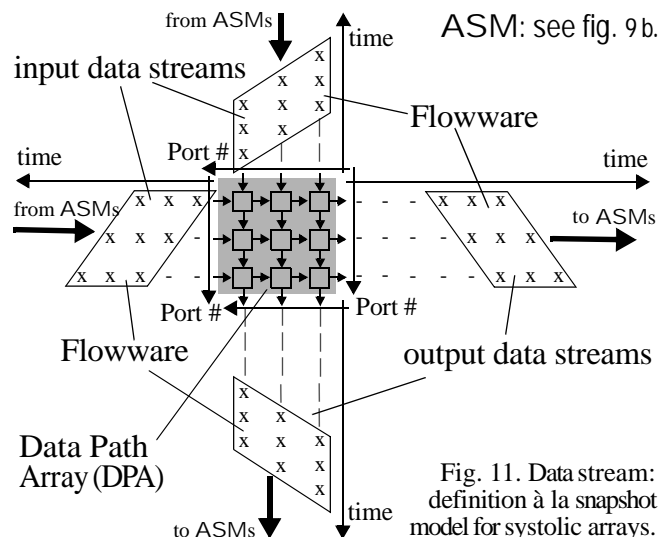 from ASMs
time
ASM: see fig. 9b.
input data streams
x
x x
x x x
x x
x
Flowware
Port #
time
time
from ASMs
x x x -
x x x - -
x x x - - -
- - - - x x x
- - - - x x x
- - - - x x x
to ASMs
Port #
Port #
Flowware
output data streams
x
x x
x x x
x x
x
Data Path
Array (DPA)
to ASMs
time
Fig. 11. Data stream:
definition à la snapshot
model for systolic arrays.